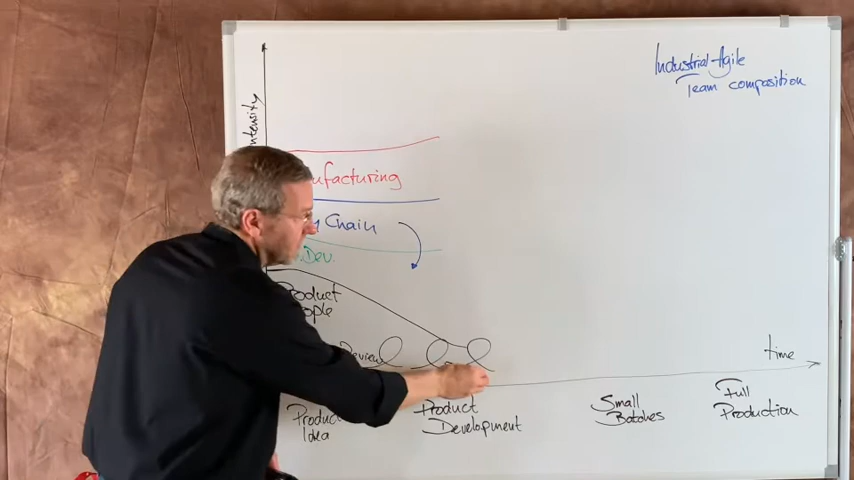 Industrial-Agile
Team composition
ntensity
ufacturing
y Chain
Dev.
Product
ople
Review
time
Product
Idea
Product
Development
Small
Batches
Full
Production